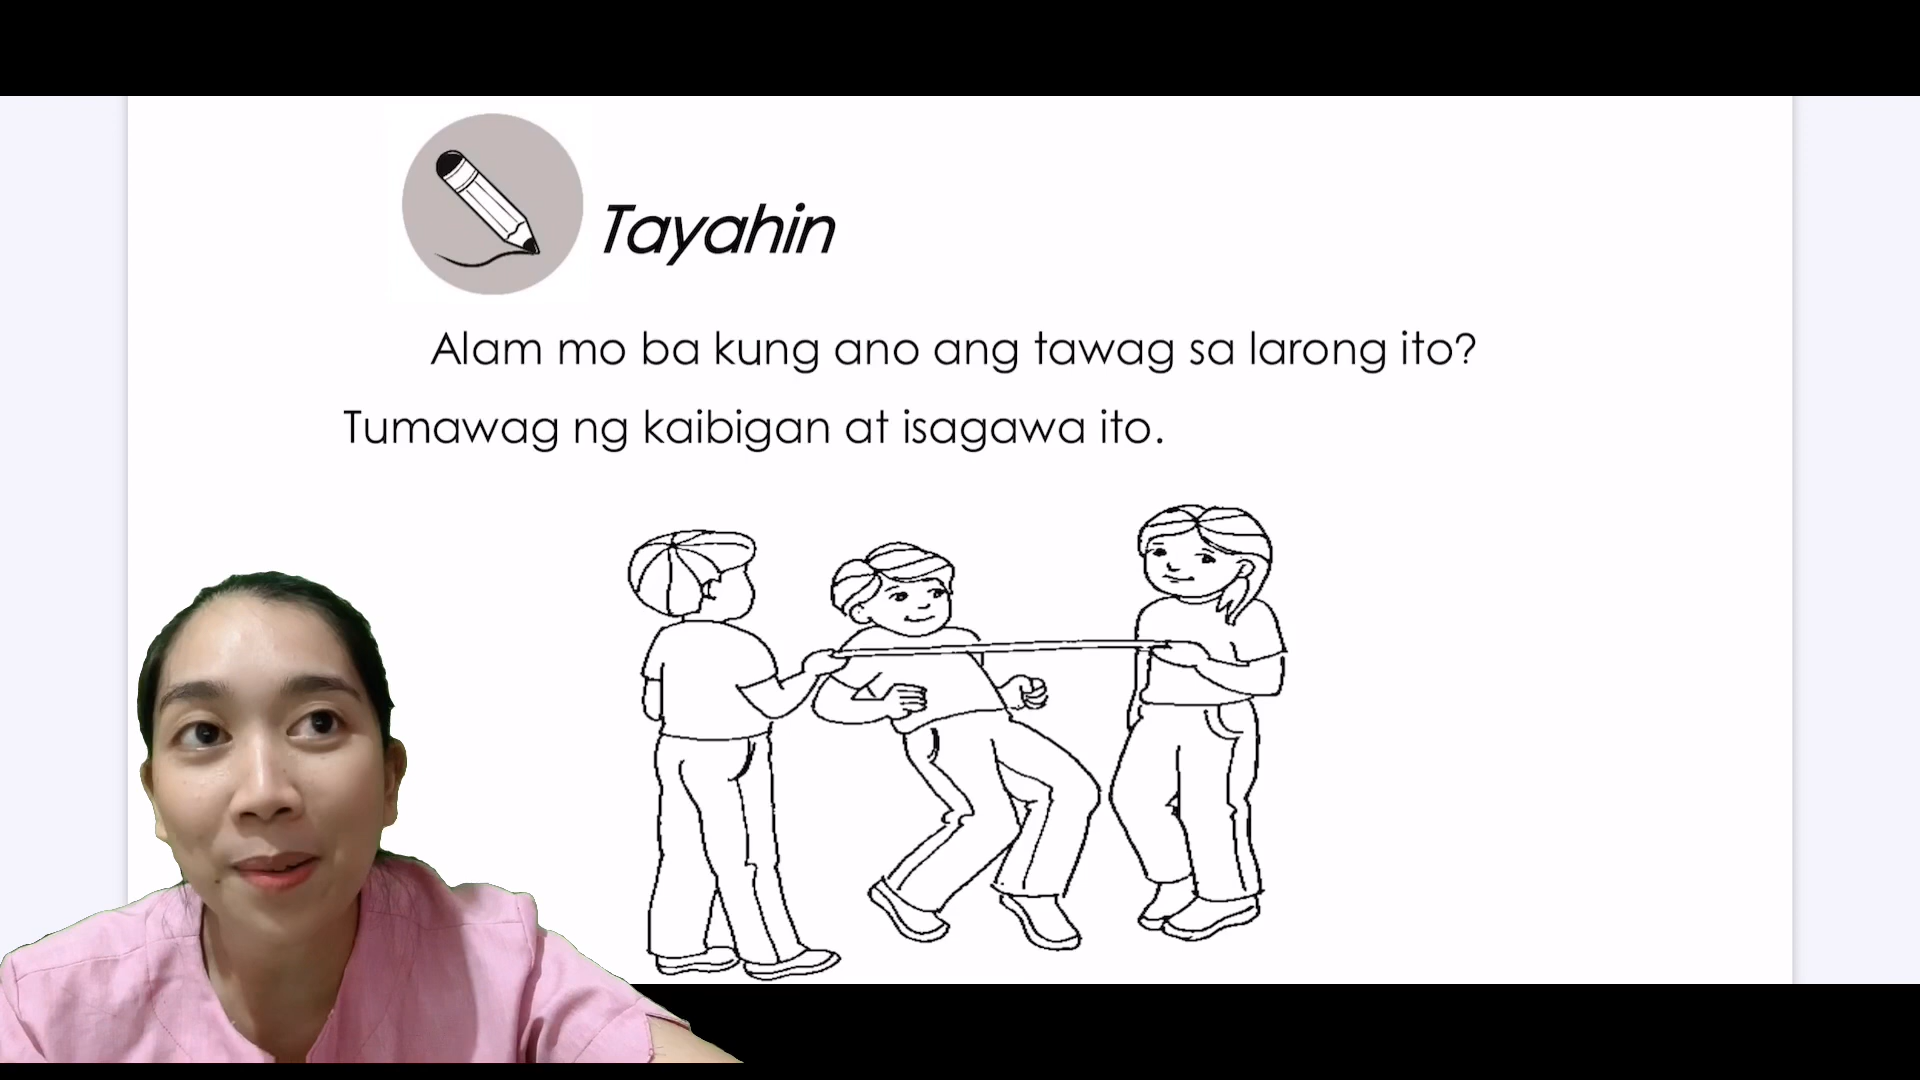 Tayahin
Alam mo ba kung ano ang tawag sa larong ito?
Tumawag ng kaibigan at isagawa ito.